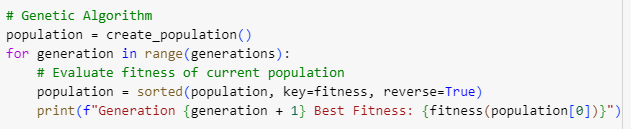 # Genetic Algorithm
population = create_population()
for generation in range(generations):
    # Evaluate fitness of current population
    population = sorted(population, key=fitness, reverse=True)
    print(f"Generation {generation + 1} Best Fitness: {fitness(population[0])}")